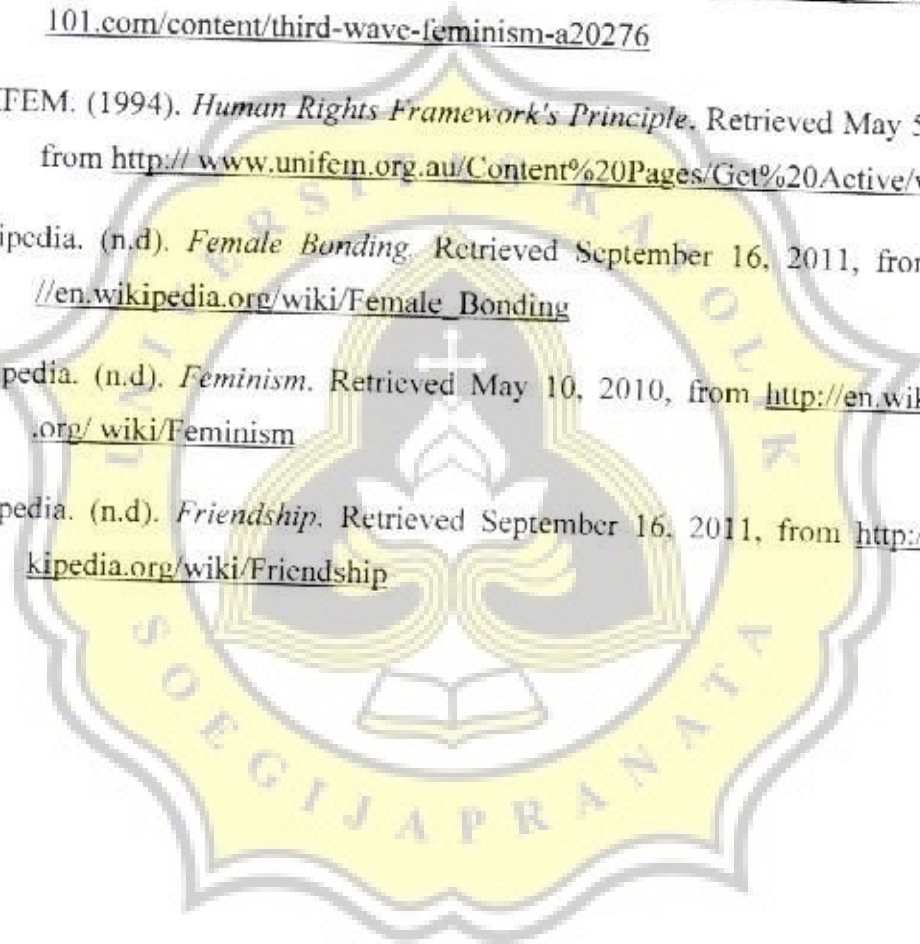 101.com/content/third-wave-feminism-a20276
FEM. (1994). Human Rights Framework's Principle. Retrieved May 5
from http:// www.unifem.org.au/Content%20Pages/Get%20Active/
ipedia. (n.d). Female Bonding. Retrieved September 16, 2011, from
//en.wikipedia.org/wiki/Female_Bonding
pedia. (n.d). Feminism. Retrieved May 10, 2010, from http://en.wik
.org/ wiki/Feminism
pedia. (n.d). Friendship. Retrieved September 16, 2011, from http:/
kipedia.org/wiki/Friendship
UNIVERSITAS KATOLIK
SOEGIJAPRANATA